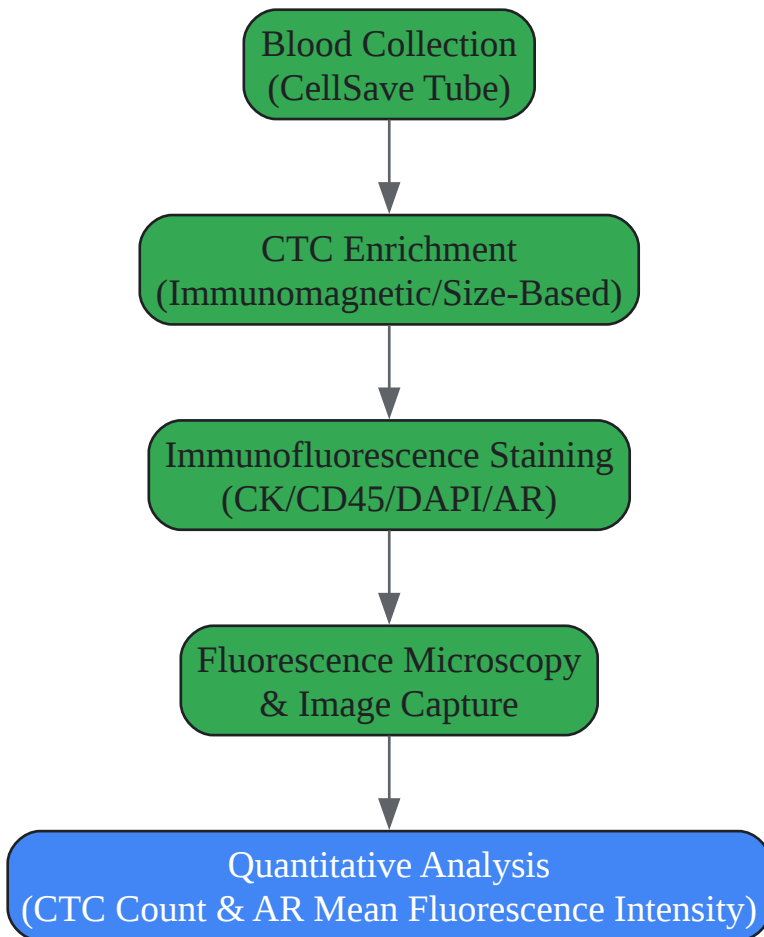 Blood Collection
(CellSave Tube)
CTC Enrichment
(Immunomagnetic/Size-Based)
Immunofluorescence Staining
(CK/CD45/DAPI/AR)
Fluorescence Microscopy
& Image Capture
Quantitative Analysis
(CTC Count & AR Mean Fluorescence Intensity)